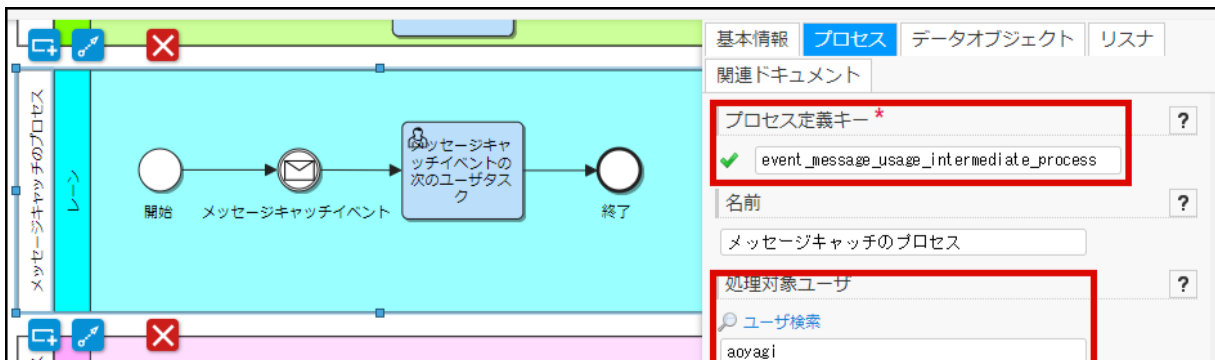 メッセージキャッチのプロセス
レーン
開始
メッセージキャッチイベント
メッセージキャ
ッチイベントの
次のユーザタス
ク
終了
基本情報
プロセス
データオブジェクト
リスナ
関連ドキュメント
プロセス定義キー *
?
event_message_usage_intermediate_process
名前
?
メッセージキャッチのプロセス
処理対象ユーザ
?
ユーザ検索
aoyagi